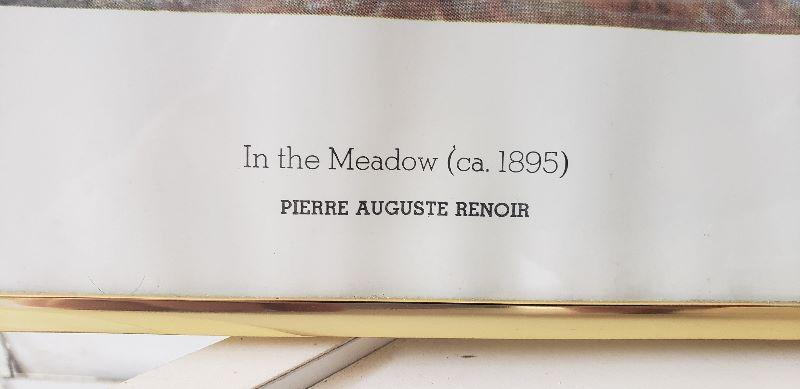 In the Meadow (ca. 1895)
PIERRE AUGUSTE RENOIR